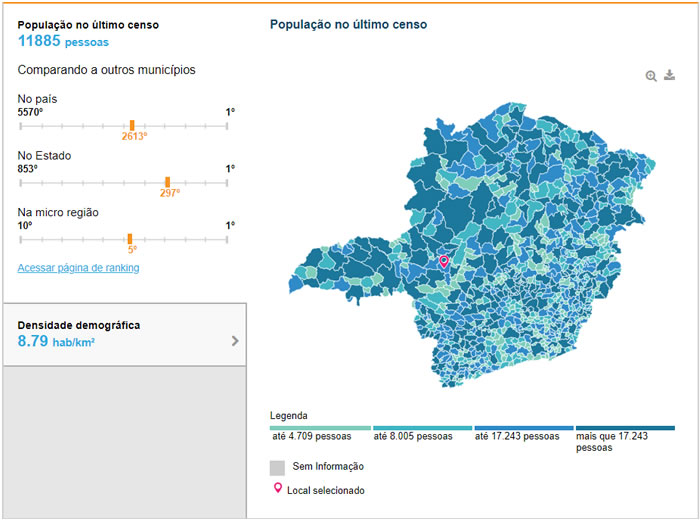 População no último censo
11885 pessoas
Comparando a outros municípios
No país
5570º 1º
2613º
No Estado
853º 1º
297º
Na micro região
10º 1º
5º
Acessar página de ranking
Densidade demográfica
8.79 hab/km²
População no último censo
Legenda
até 4.709 pessoas
até 8.005 pessoas
até 17.243 pessoas
mais que 17.243
pessoas
Sem Informação
Local selecionado